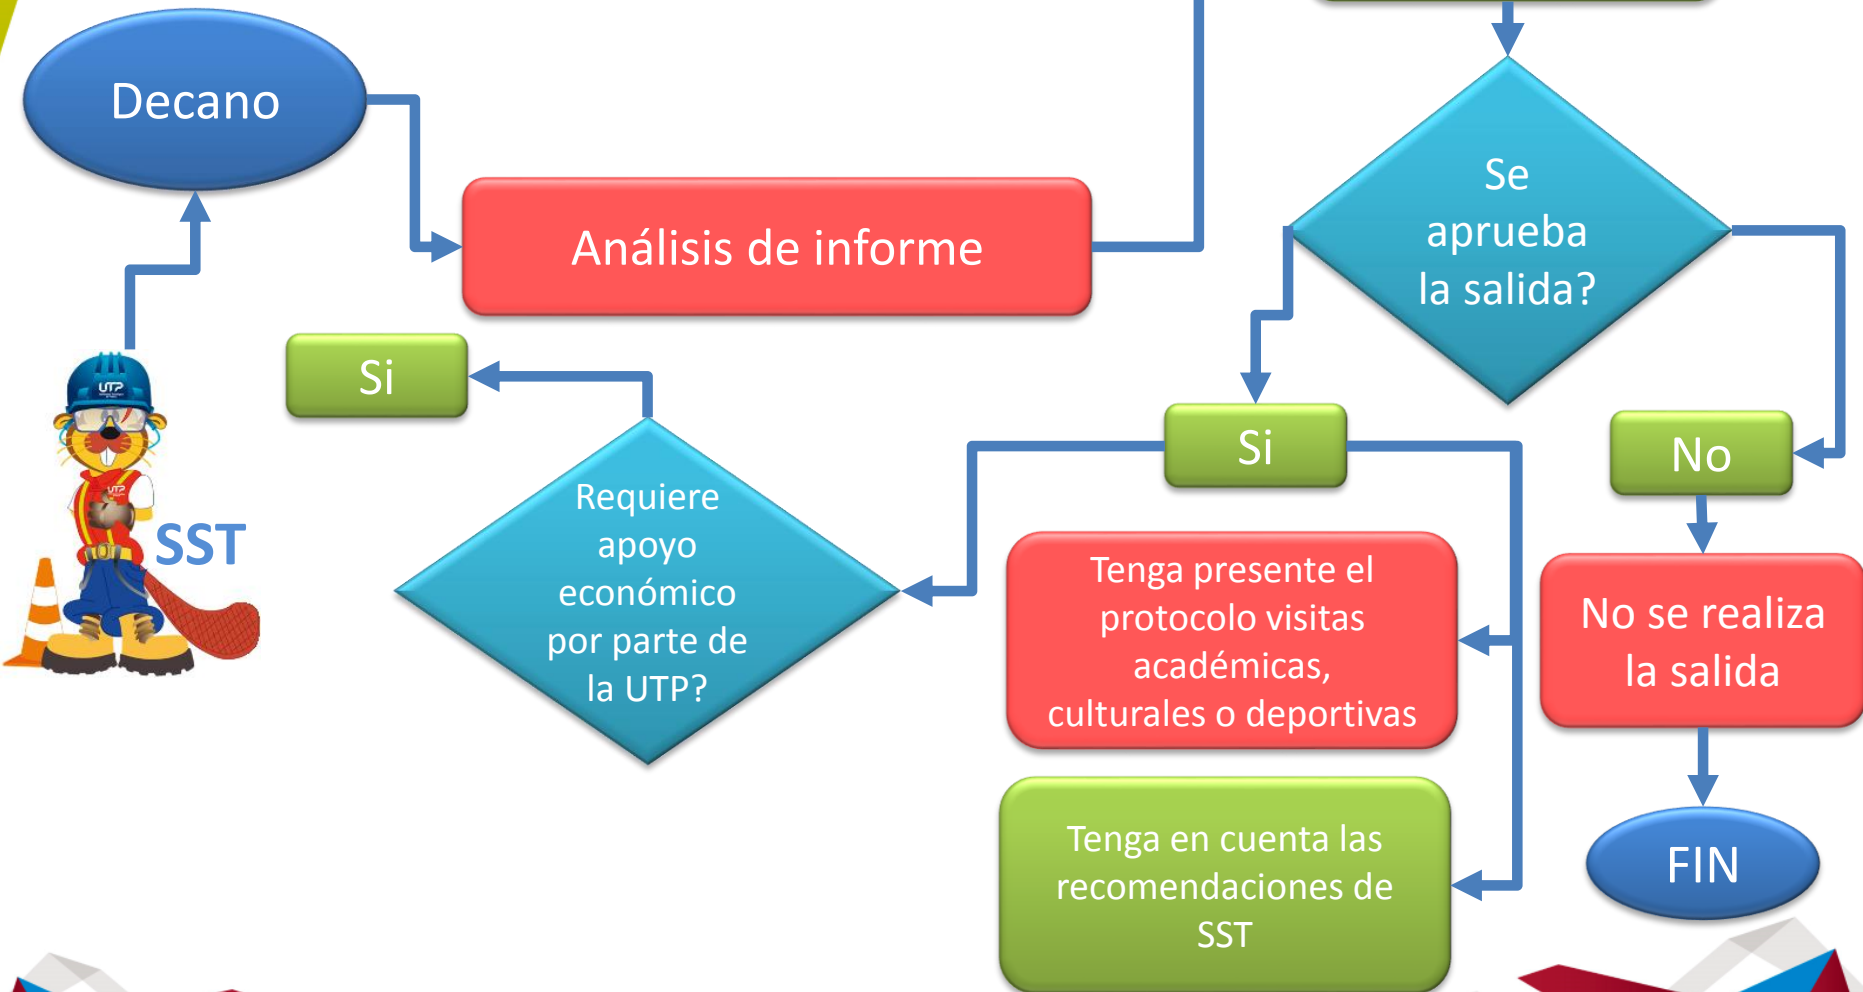 Decano
Se
aprueba
la salida?
Análisis de informe
Si
Si
No
UTP
UTP
SST
Requiere
apoyo
económico
por parte de
la UTP?
Tenga presente el
protocolo visitas
académicas,
culturales o deportivas
No se realiza
la salida
Tenga en cuenta las
recomendaciones de
SST
FIN